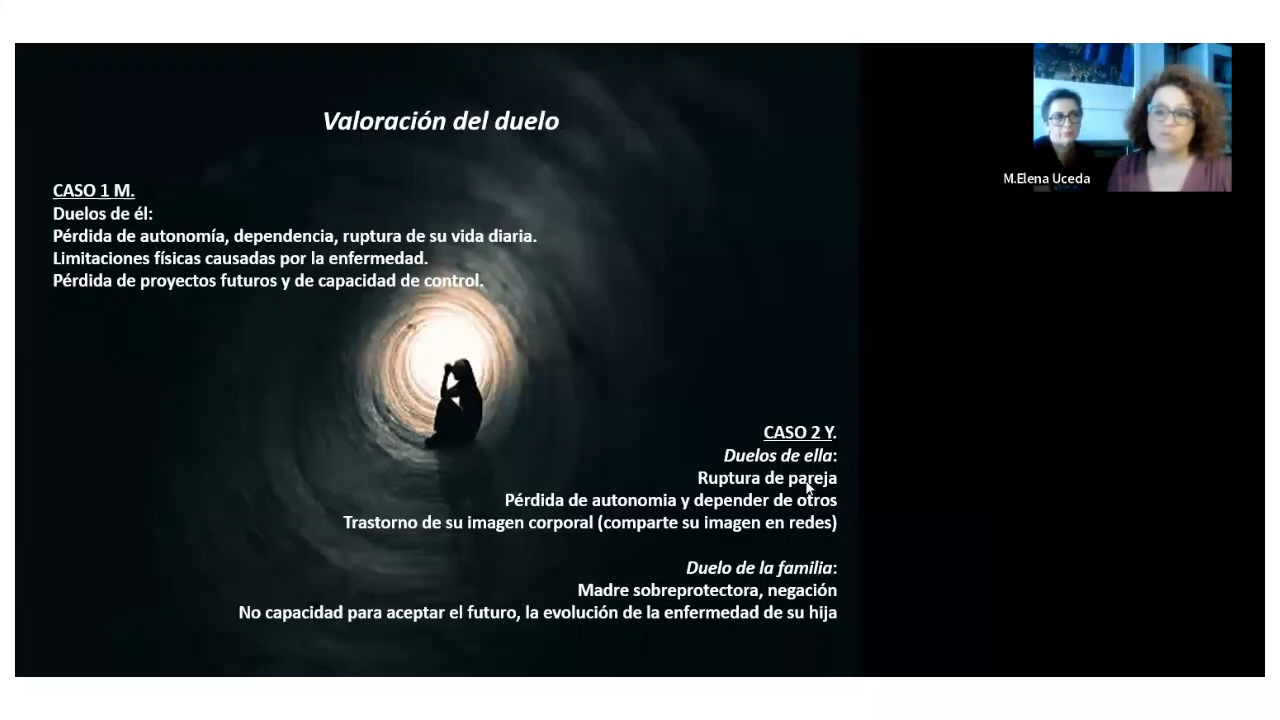 Valoración del duelo
CASO 1 M.
Duelos de él:
Pérdida de autonomía, dependencia, ruptura de su vida diaria.
Limitaciones físicas causadas por la enfermedad.
Pérdida de proyectos futuros y de capacidad de control.
M.Elena Uceda
CASO 2 Y.
Duelos de ella:
Ruptura de pareja
Pérdida de autonomia y depender de otros
Trastorno de su imagen corporal (comparte su imagen en redes)
Duelo de la familia:
Madre sobreprotectora, negación
No capacidad para aceptar el futuro, la evolución de la enfermedad de su hija